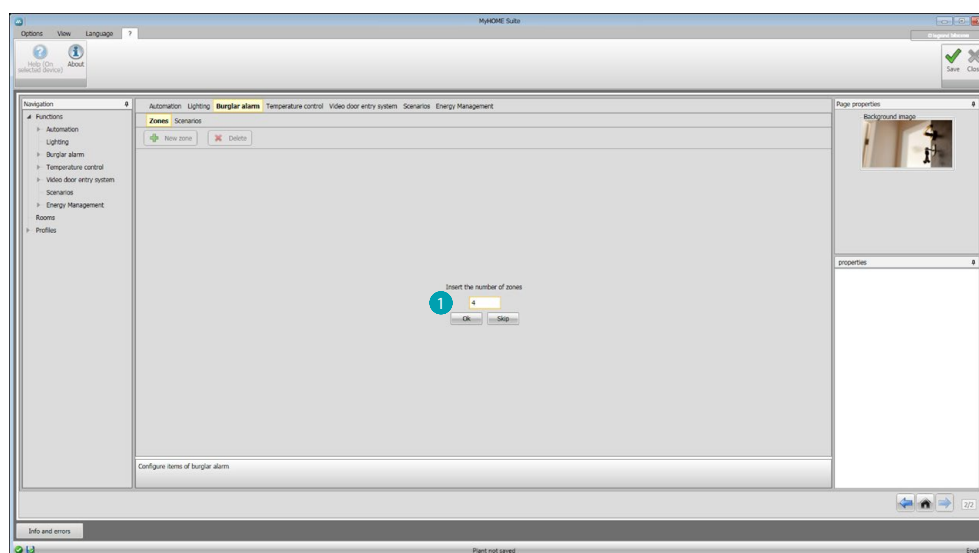 MyHOME Suite
Options View Language ?
Help (On selected device)
About
Save
Navigation
Functions
Automation
Lighting
Burglar alarm
Temperature control
Video door entry system
Scenarios
Energy Management
Rooms
Profiles
Automation Lighting Burglar alarm Temperature control Video door entry system Scenarios Energy Management
Zones Scenarios
New zone Delete
Insert the number of zones
1 4
Ok Skip
Configure items of burglar alarm
Page properties
Background image
properties
2/2
Info and errors
Plant not saved